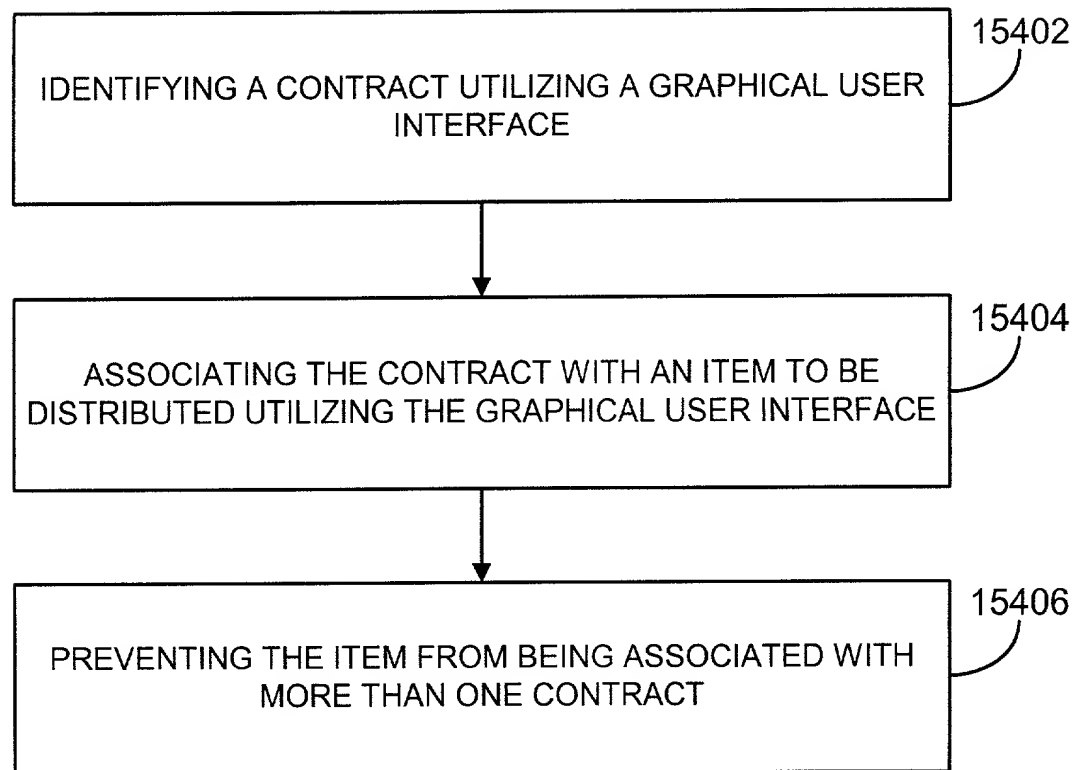 15402
IDENTIFYING A CONTRACT UTILIZING A GRAPHICAL USER
INTERFACE
15404
ASSOCIATING THE CONTRACT WITH AN ITEM TO BE
DISTRIBUTED UTILIZING THE GRAPHICAL USER INTERFACE
15406
PREVENTING THE ITEM FROM BEING ASSOCIATED WITH
MORE THAN ONE CONTRACT